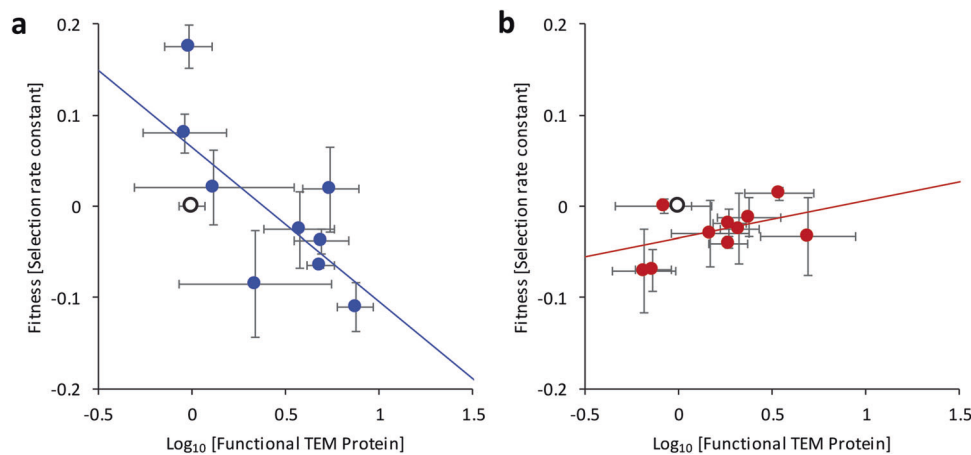 a
0.2
0.1
0
-0.1
-0.2
Fitness [Selection rate constant]
-0.5 0 0.5 1 1.5
Log10 [Functional TEM Protein]
b
0.2
0.1
0
-0.1
-0.2
Fitness [Selection rate constant]
-0.5 0 0.5 1 1.5
Log10 [Functional TEM Protein]